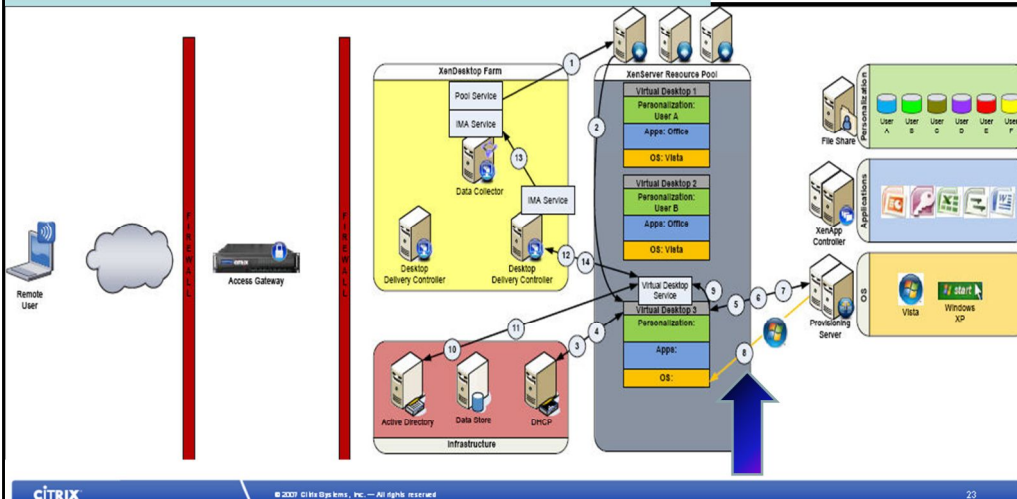 XenDesktop Farm
Pool Service
IMA Service
Data Collector
IMA Service
Desktop
Delivery Controller
Desktop
Delivery Controller
1
2
13
12
14
XenServer Resource Pool
Virtual Desktop 1
Personalization:
User A
Apps: Office
OS: Vista
Virtual Desktop 2
Personalization:
User B
Apps: Office
OS: Vista
Virtual Desktop
Service
Virtual Desktop 3
Personalization:
Apps:
OS:
9
5
6
7
8
File Share
Personalization
User
A
User
B
User
C
User
D
User
E
User
F
XenApp
Controller
Applications
Provisioning
Server
OS
Vista
start
Windows
XP
Remote
User
FIREWALL
Access Gateway
FIREWALL
10
11
3
4
Active Directory
Data Store
DHCP
Infrastructure
CITRIX
© 2007 Citrix Systems, Inc. — All rights reserved
23